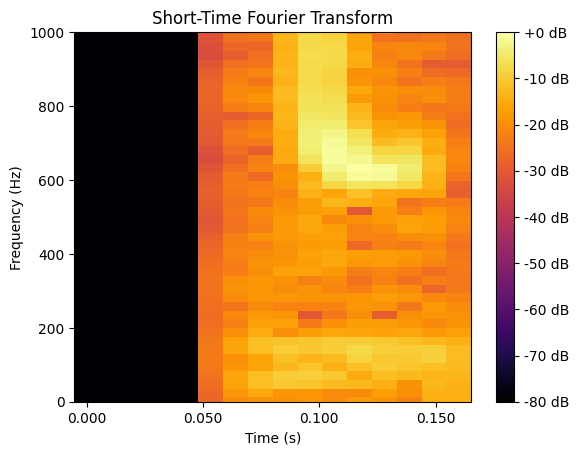 Short-Time Fourier Transform
1000
800
600
400
200
0
Frequency (Hz)
0.000
0.050
0.100
0.150
Time (s)
+0 dB
-10 dB
-20 dB
-30 dB
-40 dB
-50 dB
-60 dB
-70 dB
-80 dB